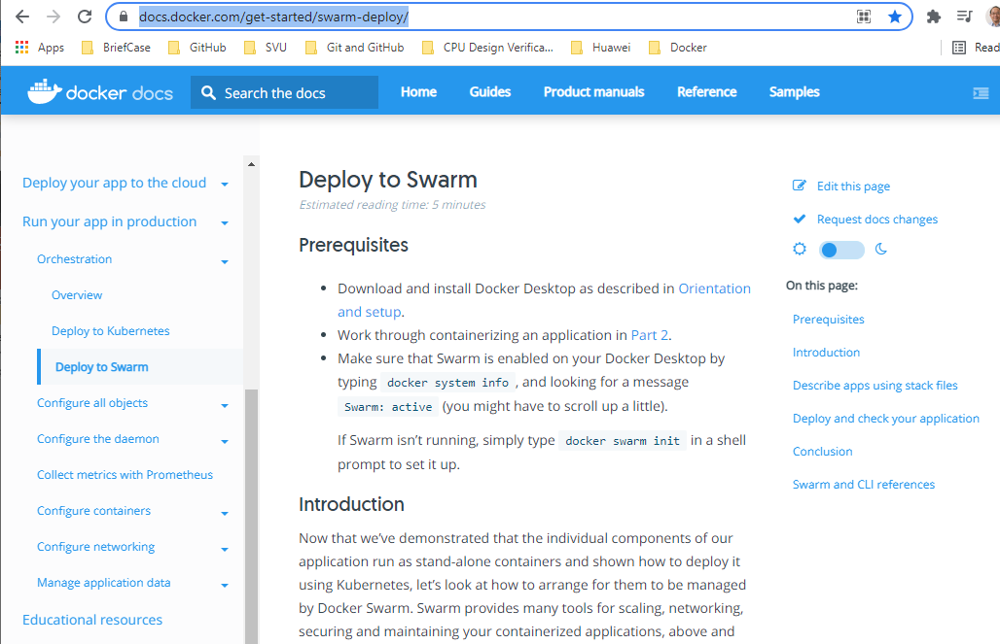 docs.docker.com/get-started/swarm-deploy/
Apps BriefCase GitHub SVU Git and GitHub CPU Design Verifica... Huawei Docker Read
docker docs Search the docs Home Guides Product manuals Reference Samples
Deploy your app to the cloud
Run your app in production
Orchestration
Overview
Deploy to Kubernetes
Deploy to Swarm
Configure all objects
Configure the daemon
Collect metrics with Prometheus
Configure containers
Configure networking
Manage application data
Educational resources
Deploy to Swarm
Estimated reading time: 5 minutes
Prerequisites
• Download and install Docker Desktop as described in Orientation
and setup.
• Work through containerizing an application in Part 2.
• Make sure that Swarm is enabled on your Docker Desktop by
typing docker system info, and looking for a message
Swarm: active (you might have to scroll up a little).
If Swarm isn’t running, simply type docker swarm init in a shell
prompt to set it up.
Introduction
Now that we’ve demonstrated that the individual components of our
application run as stand-alone containers and shown how to deploy it
using Kubernetes, let’s look at how to arrange for them to be managed
by Docker Swarm. Swarm provides many tools for scaling, networking,
securing and maintaining your containerized applications, above and
Edit this page
Request docs changes
On this page:
Prerequisites
Introduction
Describe apps using stack files
Deploy and check your application
Conclusion
Swarm and CLI references